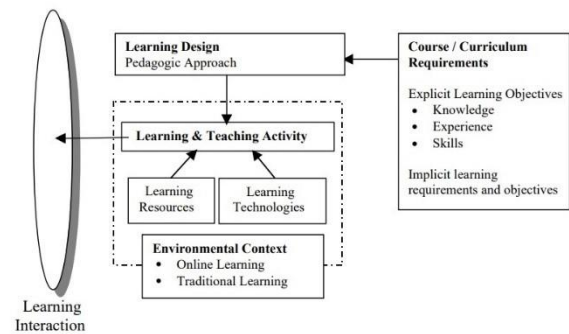 Learning Design
Pedagogic Approach
Course / Curriculum
Requirements
Explicit Learning Objectives
• Knowledge
• Experience
• Skills
Implicit learning
requirements and objectives
Learning & Teaching Activity
Learning
Resources
Learning
Technologies
Environmental Context
• Online Learning
• Traditional Learning
Learning
Interaction